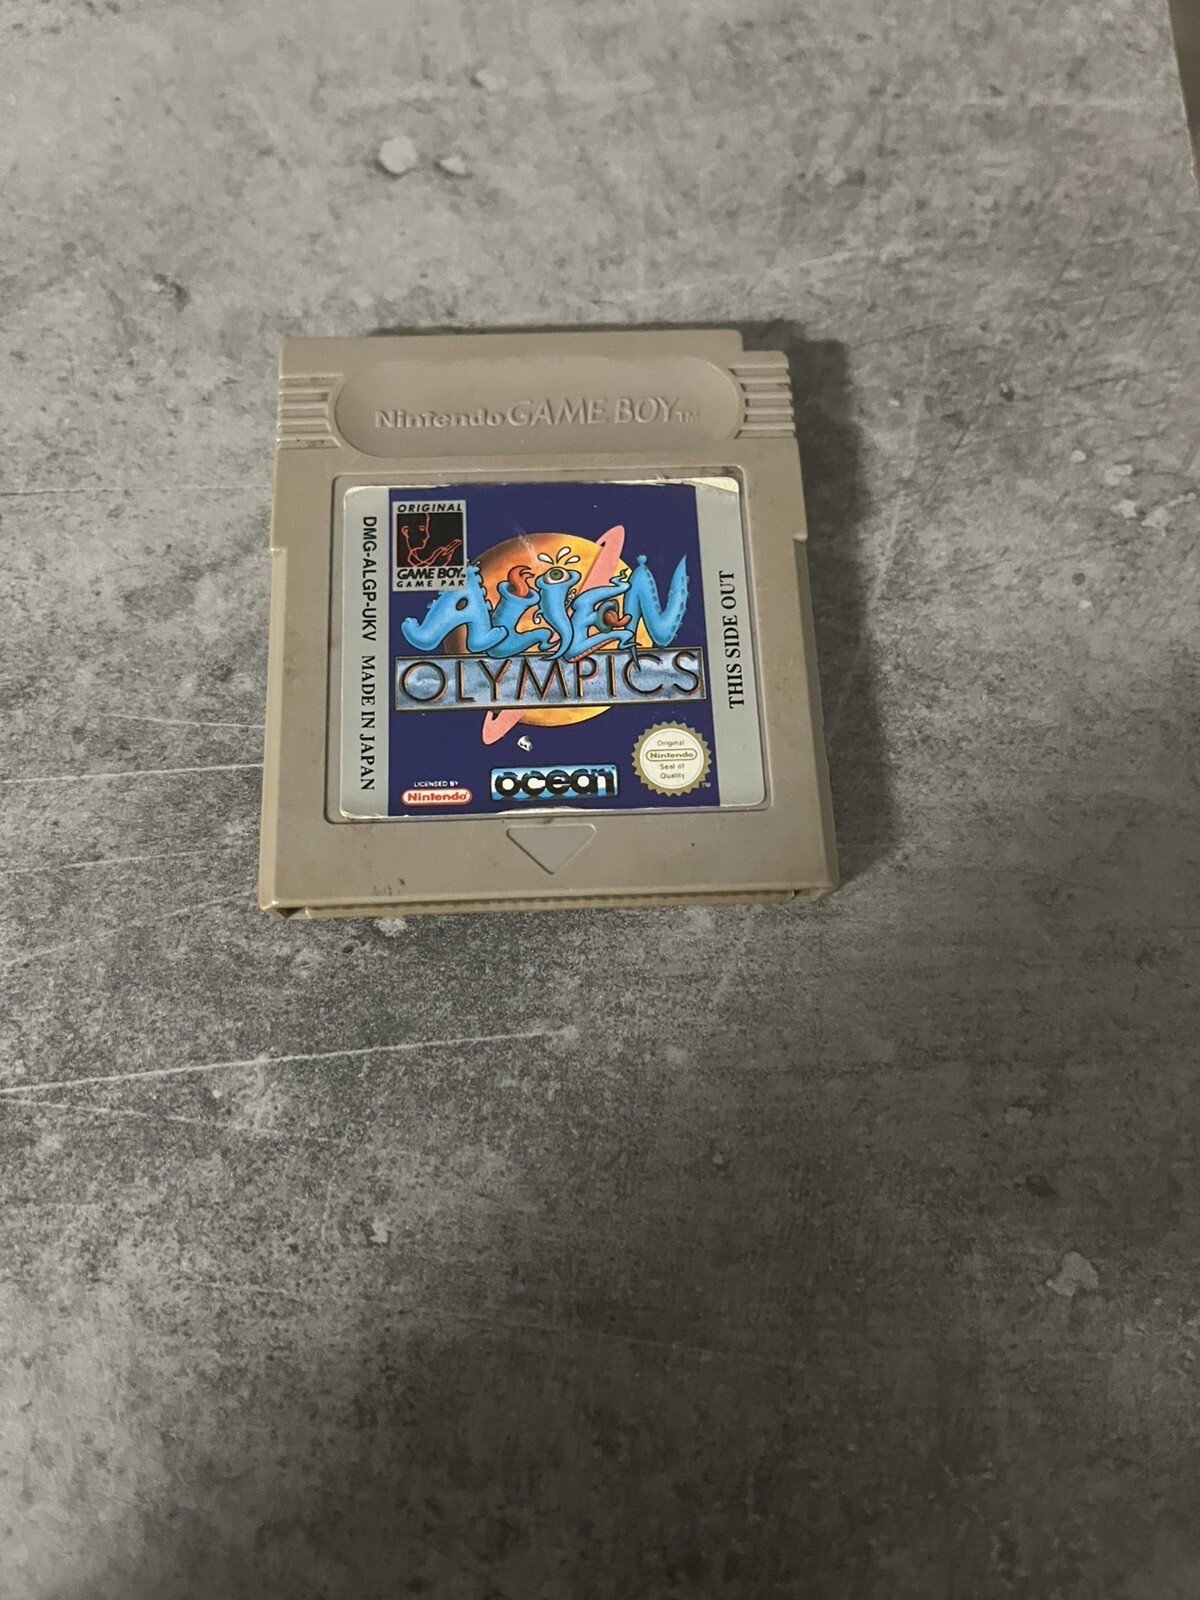 Nintendo GAME BOY TM
ORIGINAL
GAME BOY
GAME PAK
DMG-ALGP-UKV MADE IN JAPAN
ALIEN
OLYMPICS
THIS SIDE OUT
LICENSED BY
Nintendo
ocean
Original
Nintendo
Seal of
Quality
TM